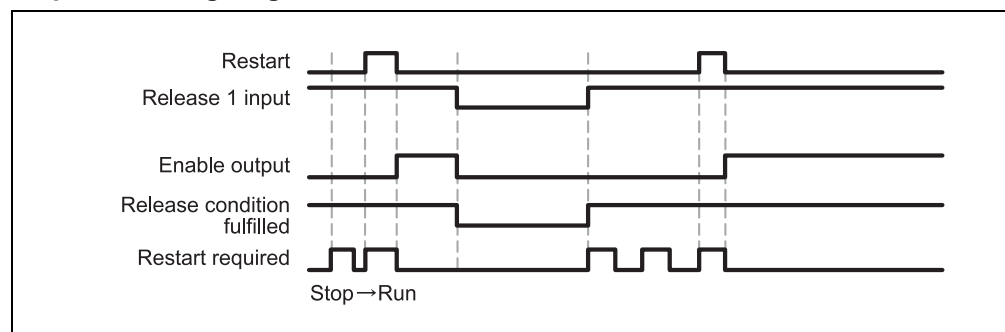 Restart
Release 1 input
Enable output
Release condition
fulfilled
Restart required
Stop→Run